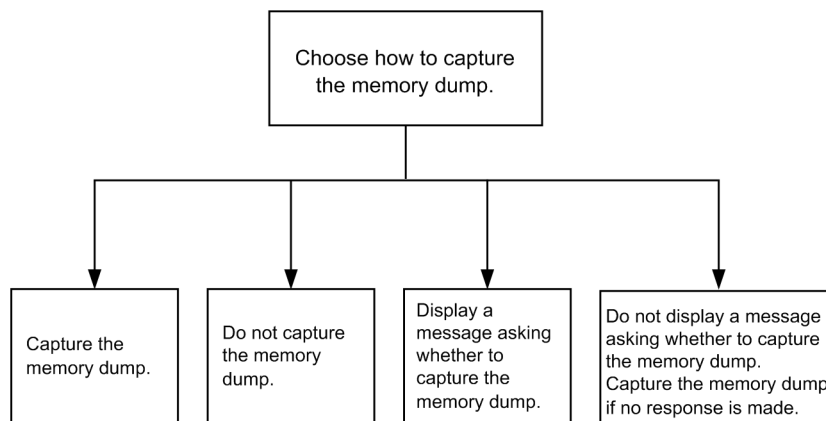 Choose how to capture
the memory dump.
Capture the
memory dump.
Do not capture
the memory
dump.
Display a
message asking
whether to
capture the
memory dump.
Do not display a message
asking whether to capture
the memory dump.
Capture the memory dump
if no response is made.